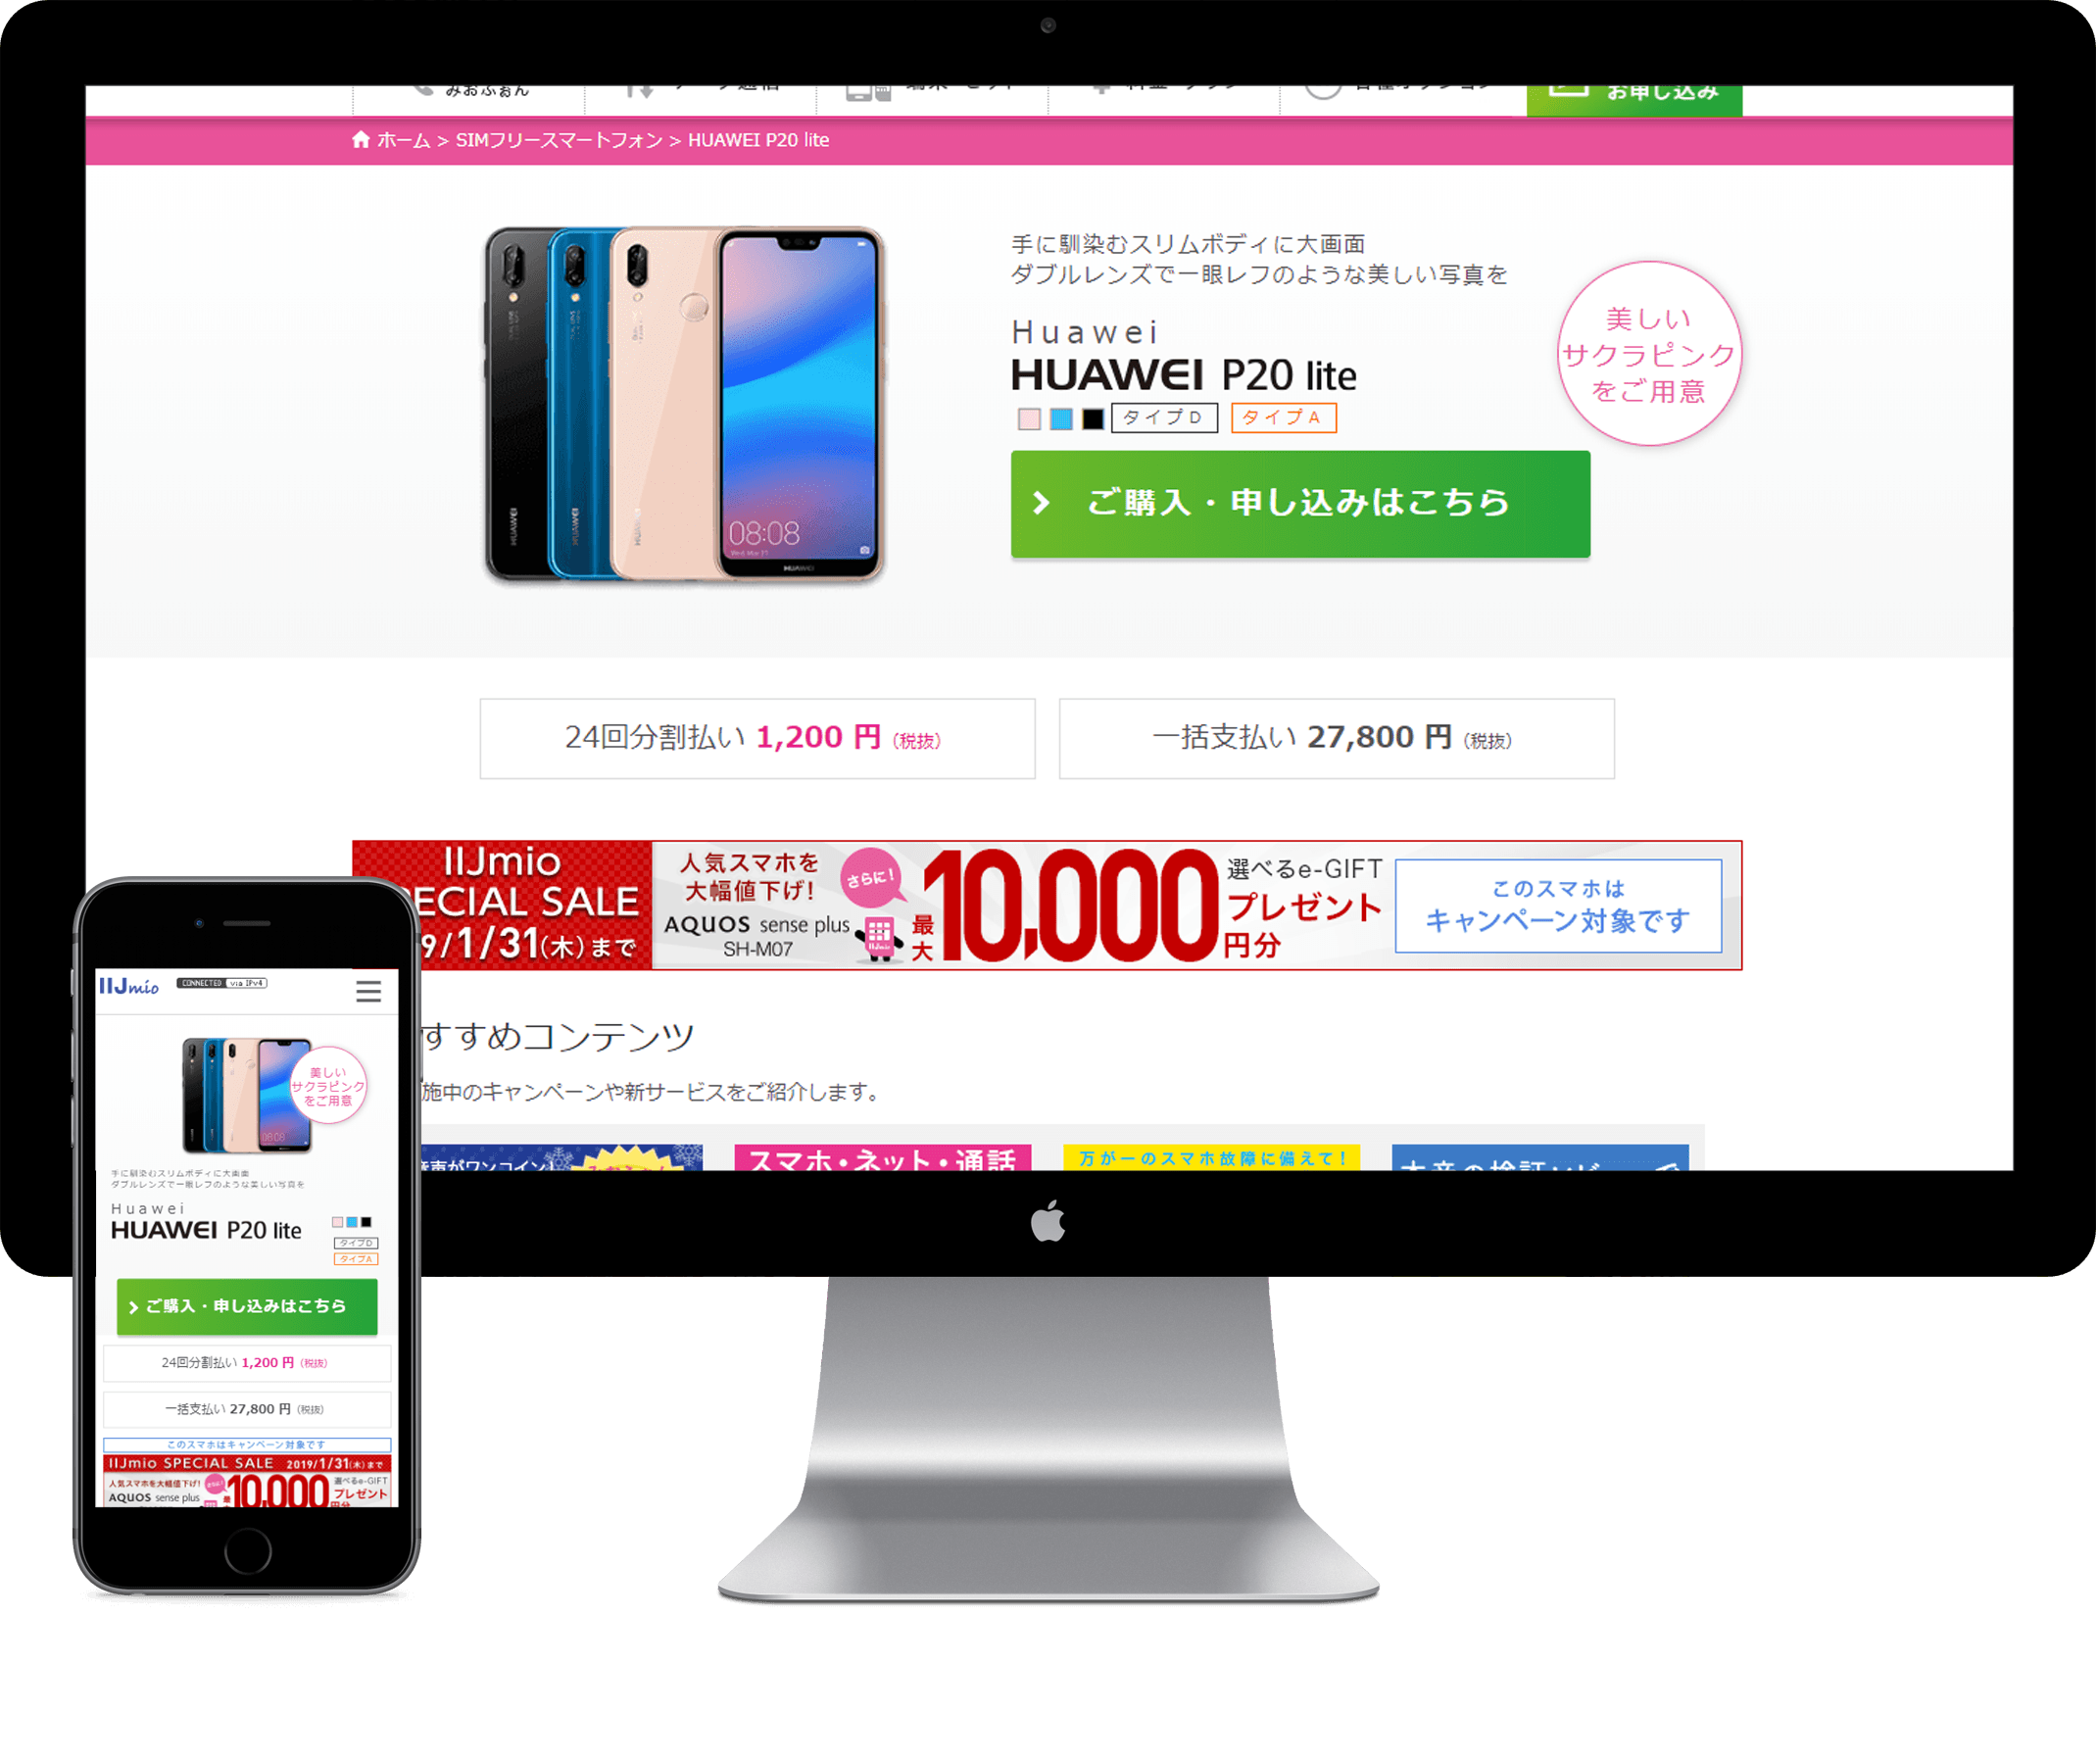 みおふぉん
お申し込み
ホーム > SIMフリースマートフォン > HUAWEI P20 lite
手に馴染むスリムボディに大画面
ダブルレンズで一眼レフのような美しい写真を
Huawei
HUAWEI P20 lite
タイプD タイプA
美しい
サクラピンク
をご用意
ご購入・申し込みはこちら
HUAWEI
HUAWEI
HUAWEI
08:08
HUAWEI
24回分割払い 1,200 円 (税抜)
一括支払い 27,800 円 (税抜)
IIJmio
ECIAL SALE
9/1/31(木)まで
人気スマホを
大幅値下げ!
AQUOS sense plus
SH-M07
さらに!
最大
10,000
円分
選べるe-GIFT
プレゼント
このスマホは
キャンペーン対象です
すすめコンテンツ
施中のキャンペーンや新サービスをご紹介します。
スマホ・ネット・通話
万が一のスマホ故障に備えて!
IIJmio CONNECTED via IPv4
美しい
サクラピンク
をご用意
08:08
手に馴染むスリムボディに大画面
ダブルレンズで一眼レフのような美しい写真を
Huawei
HUAWEI P20 lite
タイプD
タイプA
ご購入・申し込みはこちら
24回分割払い 1,200 円 (税抜)
一括支払い 27,800 円 (税抜)
このスマホはキャンペーン対象です
IIJmio SPECIAL SALE 2019/1/31(木)まで
人気スマホを大幅値下げ!
AQUOS sense plus
10,000
選べるe-GIFT
プレゼント